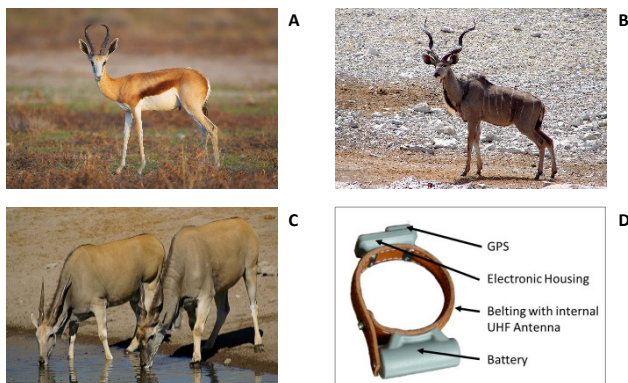 A
B
C
D
GPS
Electronic Housing
Belting with internal
UHF Antenna
Battery